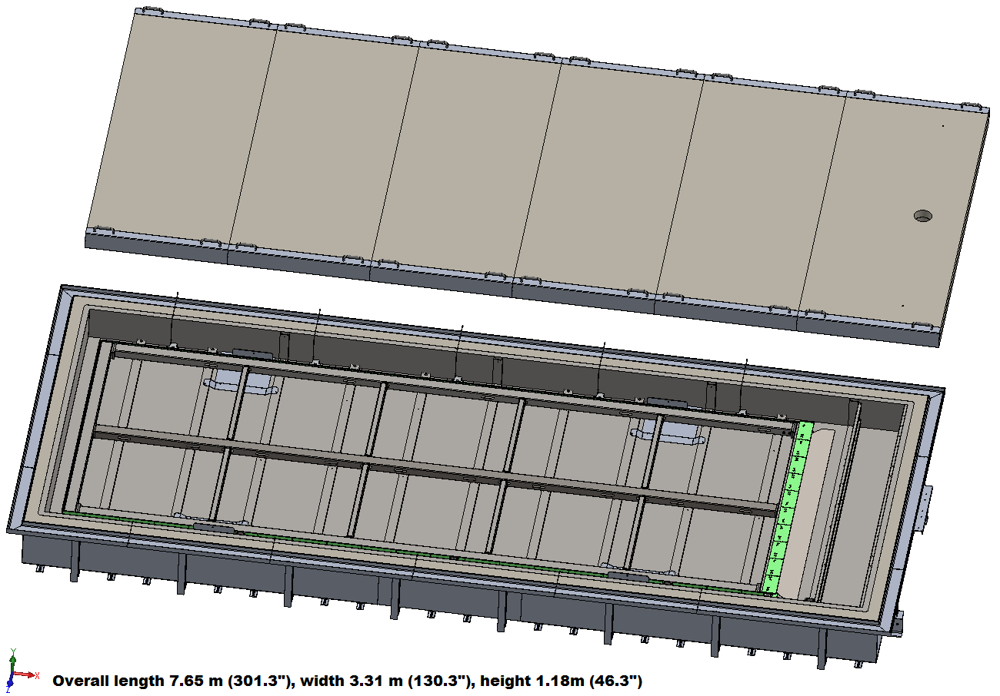 Y
X
Z
Overall length 7.65 m (301.3"), width 3.31 m (130.3"), height 1.18m (46.3")